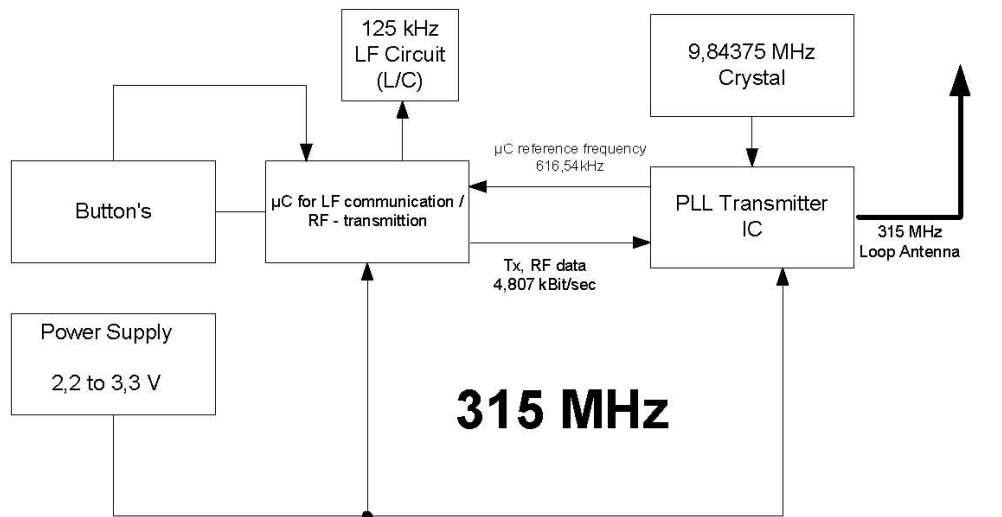 125 kHz
LF Circuit
(L/C)
9,84375 MHz
Crystal
µC reference frequency
616,54kHz
Button's
µC for LF communication /
RF - transmittion
PLL Transmitter
IC
315 MHz
Loop Antenna
Tx, RF data
4,807 kBit/sec
Power Supply
2,2 to 3,3 V
315 MHz